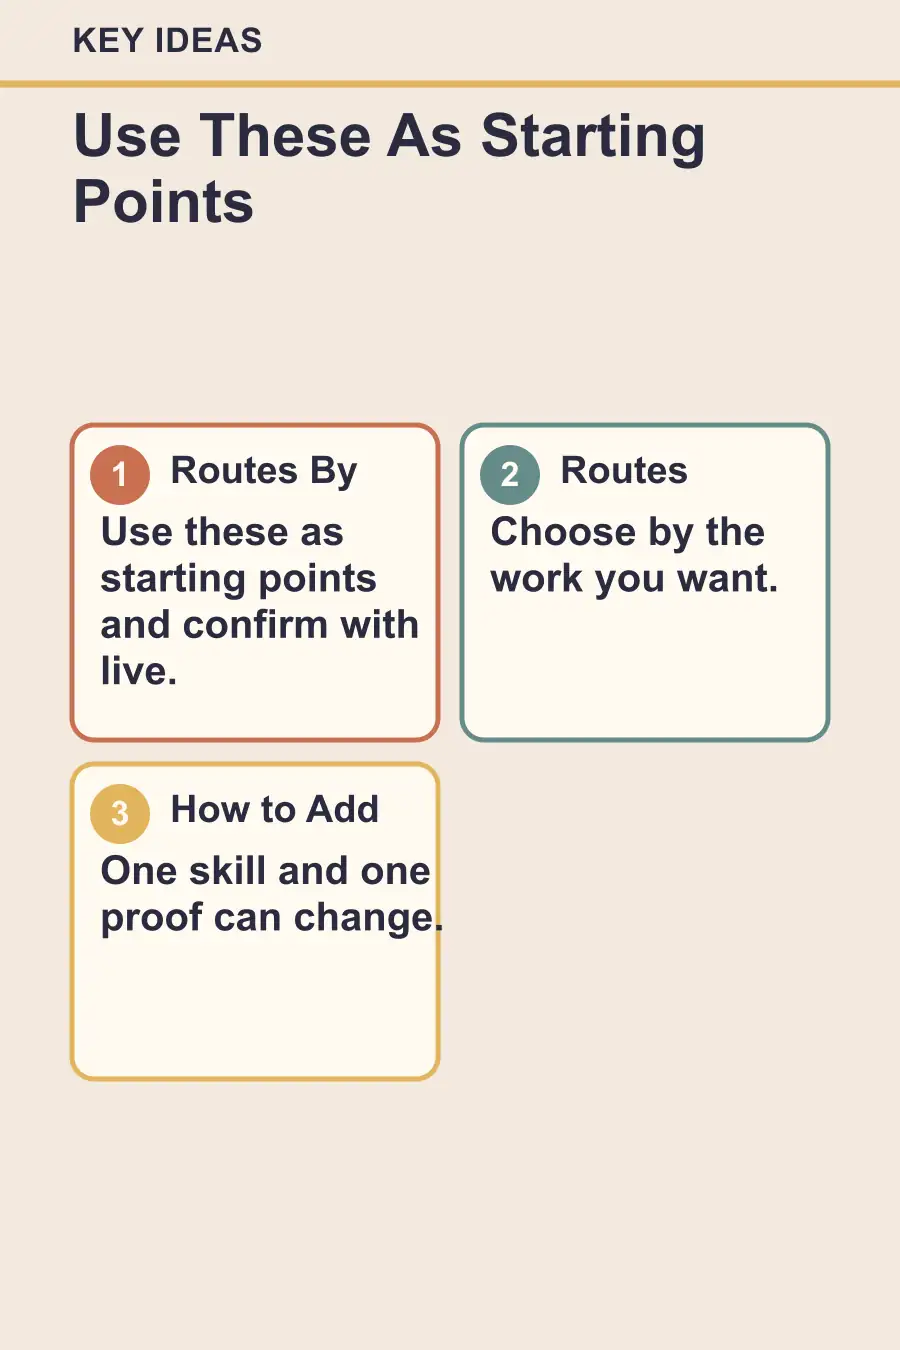 KEY IDEAS
Use These As Starting
Points
1
Routes By
Use these as
starting points
and confirm with
live.
2
Routes
Choose by the
work you want.
3
How to Add
One skill and one
proof can change.